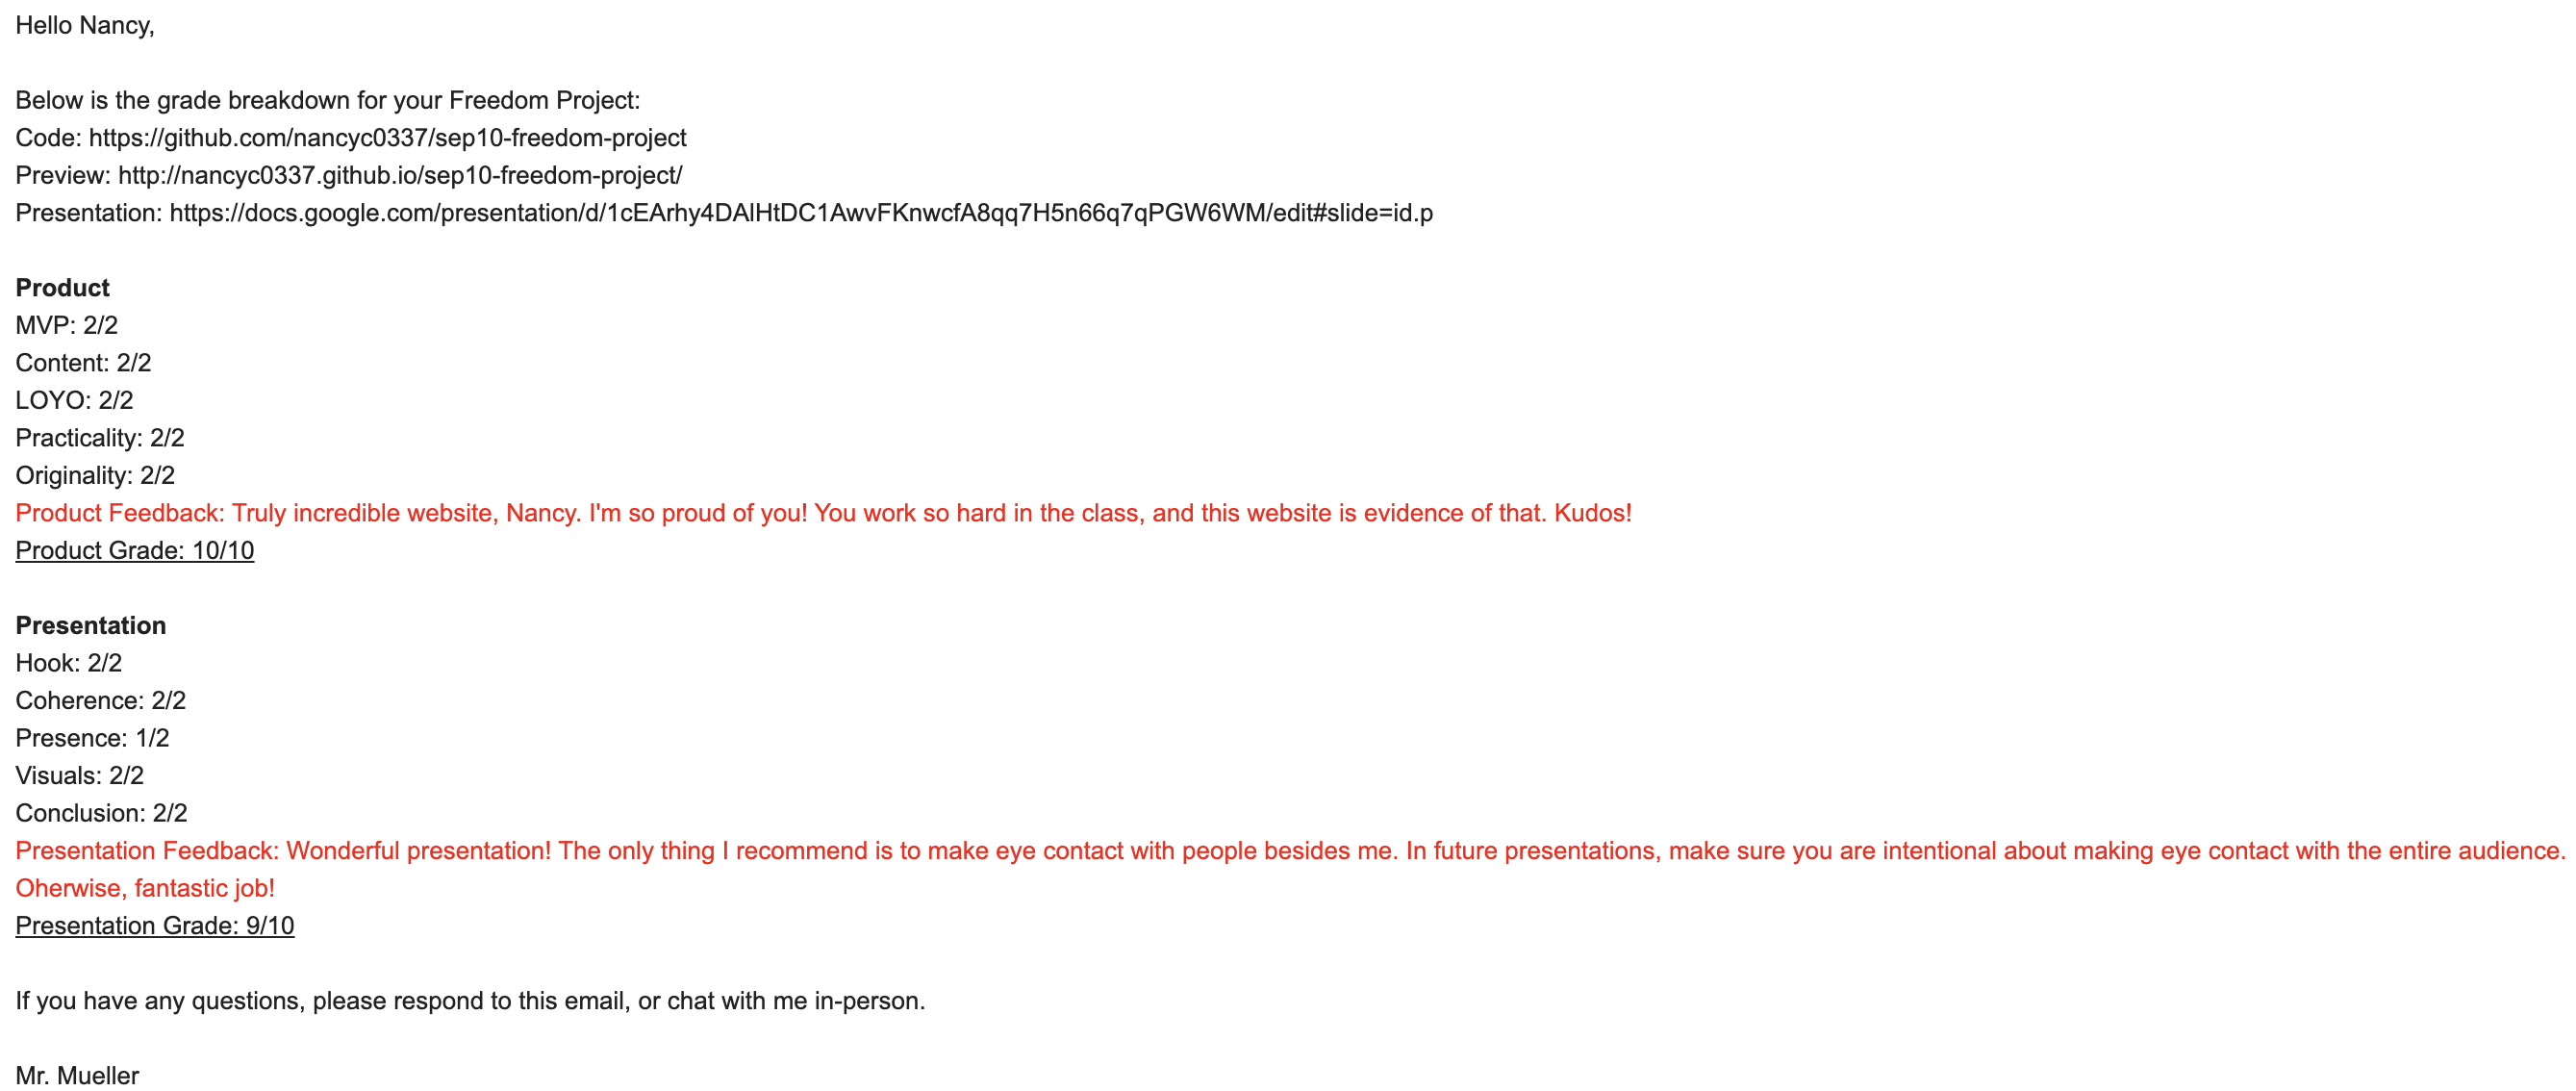 Hello Nancy,
Below is the grade breakdown for your Freedom Project:
Code: https://github.com/nancyc0337/sep10-freedom-project
Preview: http://nancyc0337.github.io/sep10-freedom-project/
Presentation: https://docs.google.com/presentation/d/1cEArhy4DAlHtDC1AwvFKnwcfA8qq7H5n66q7qPGW6WM/edit#slide=id.p
Product
MVP: 2/2
Content: 2/2
LOYO: 2/2
Practicality: 2/2
Originality: 2/2
Product Feedback: Truly incredible website, Nancy. I'm so proud of you! You work so hard in the class, and this website is evidence of that. Kudos!
Product Grade: 10/10
Presentation
Hook: 2/2
Coherence: 2/2
Presence: 1/2
Visuals: 2/2
Conclusion: 2/2
Presentation Feedback: Wonderful presentation! The only thing I recommend is to make eye contact with people besides me. In future presentations, make sure you are intentional about making eye contact with the entire audience.
Oherwise, fantastic job!
Presentation Grade: 9/10
If you have any questions, please respond to this email, or chat with me in-person.
Mr. Mueller